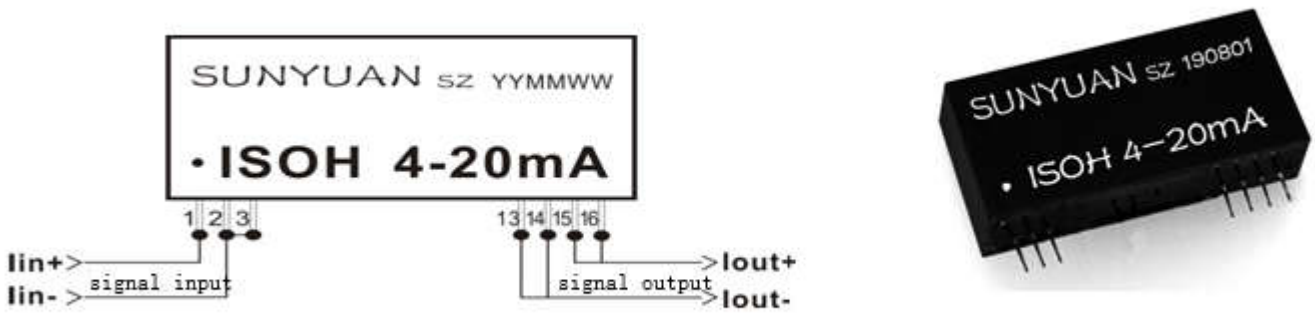 SUNYUAN SZ YYMMWW
· ISOH 4-20mA
1 2 3
13 14 15 16
Iin+
signal input
Iin-
Iout+
signal output
Iout-
SUNYUAN SZ 190801
· ISOH 4-20mA